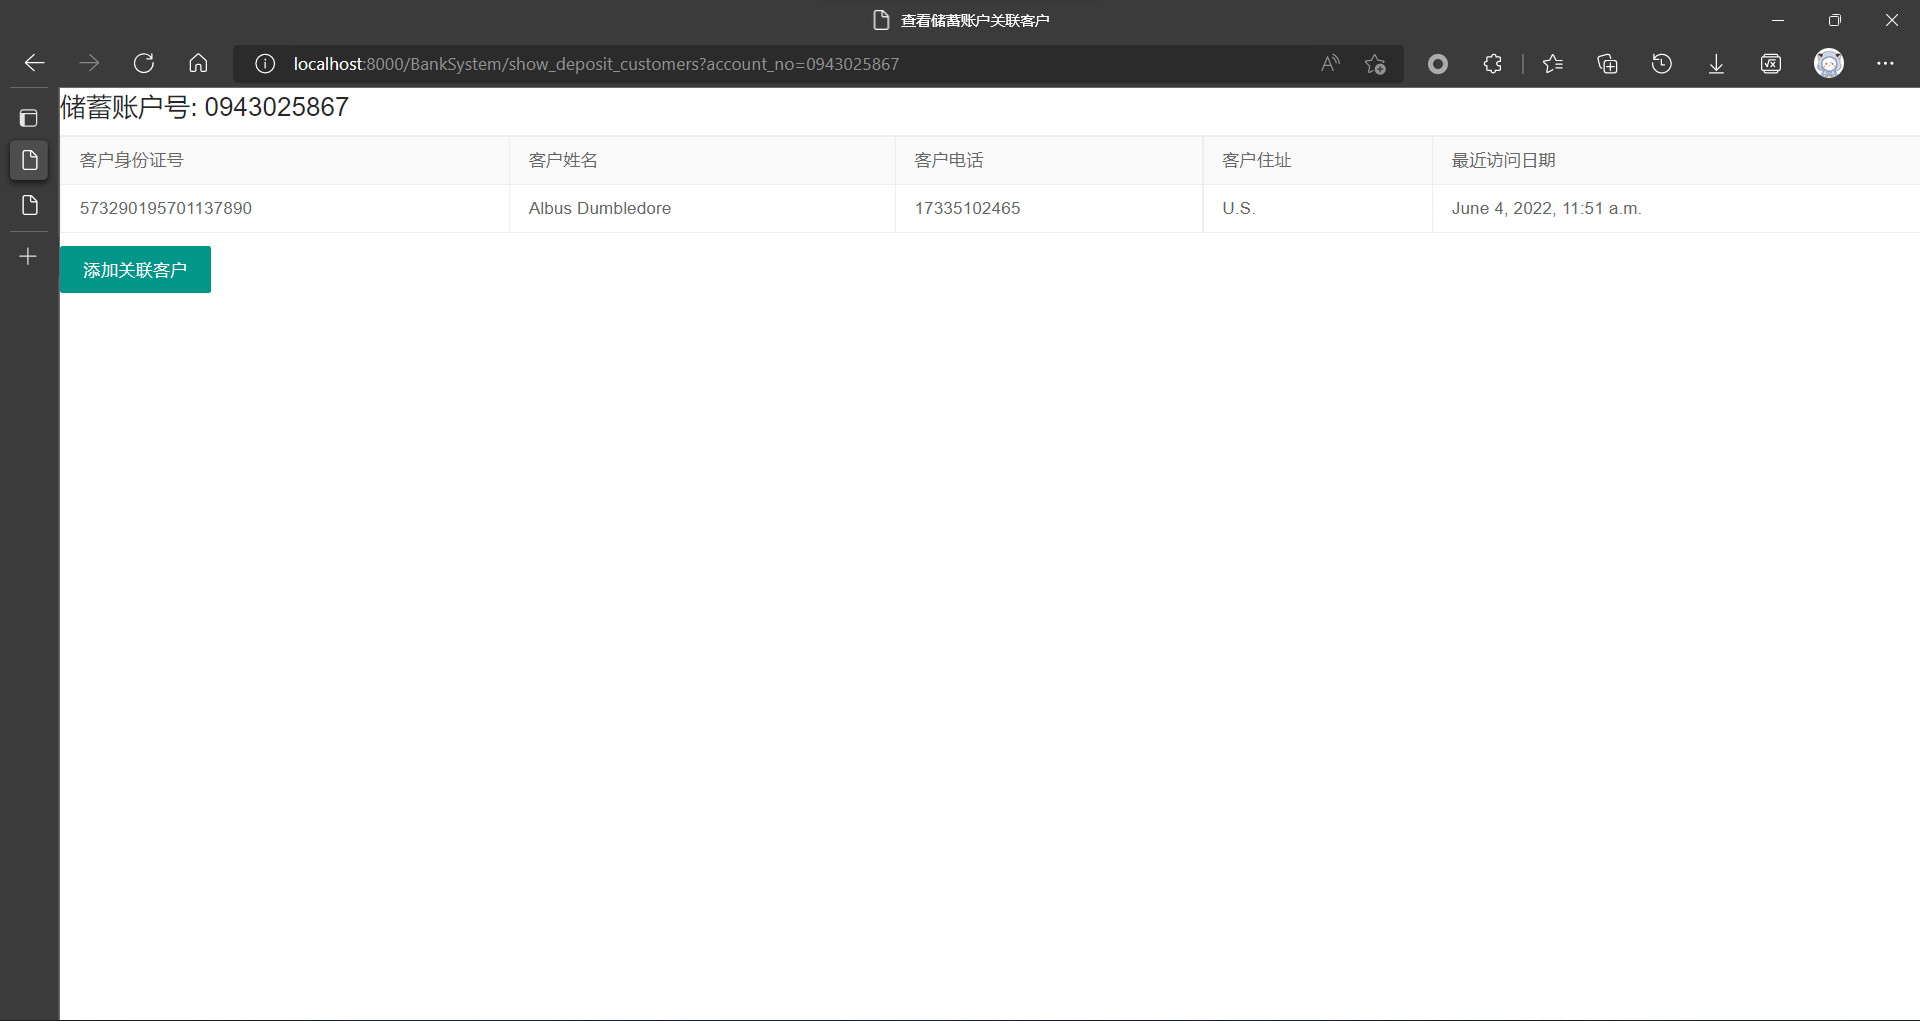 查看储蓄账户关联客户
localhost:8000/BankSystem/show_deposit_customers?account_no=0943025867
储蓄账户号: 0943025867
客户身份证号 客户姓名 客户电话 客户住址 最近访问日期
573290195701137890 Albus Dumbledore 17335102465 U.S. June 4, 2022, 11:51 a.m.
添加关联客户